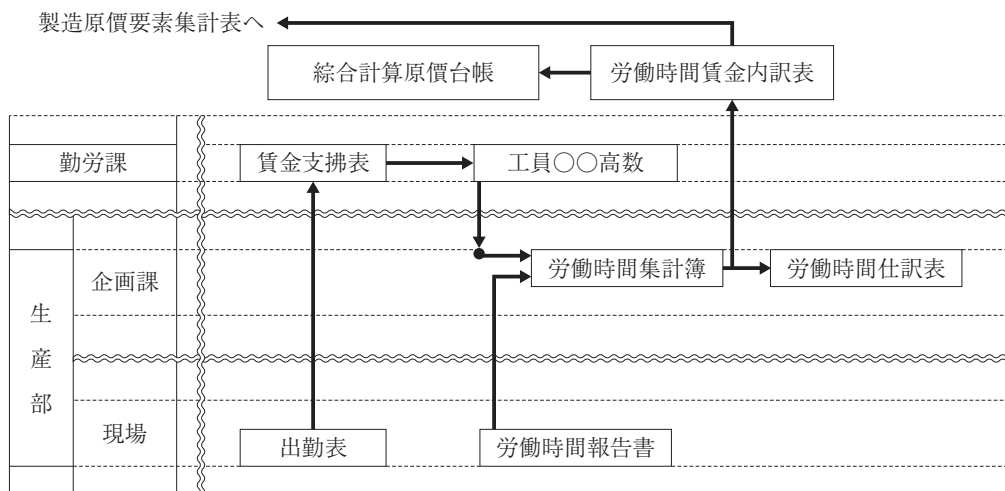 製造原價要素集計表へ
綜合計算原價台帳
労働時間賃金内訳表
勤労課
賃金支拂表
工員○○高数
企画課
労働時間集計簿
労働時間仕訳表
生産部
現場
出勤表
労働時間報告書